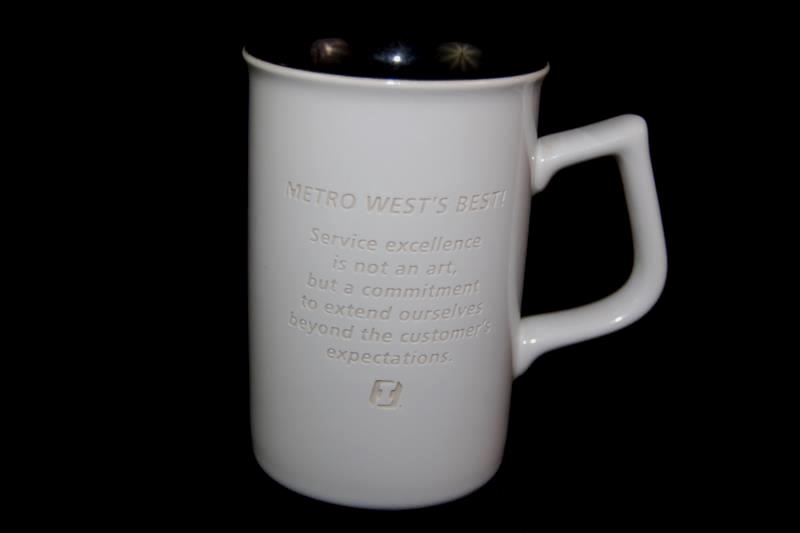 METRO WEST'S BEST!
Service excellence
is not an art,
but a commitment
to extend ourselves
beyond the customer's
expectations.
I